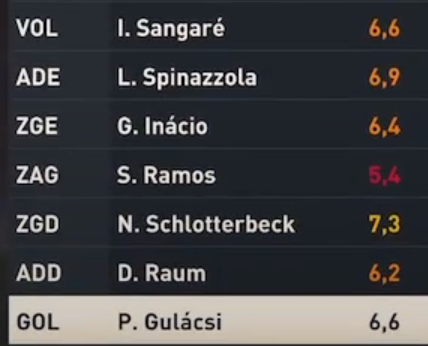 VOL I. Sangaré 6,6
ADE L. Spinazzola 6,9
ZGE G. Inácio 6,4
ZAG S. Ramos 5,4
ZGD N. Schlotterbeck 7,3
ADD D. Raum 6,2
GOL P. Gulácsi 6,6